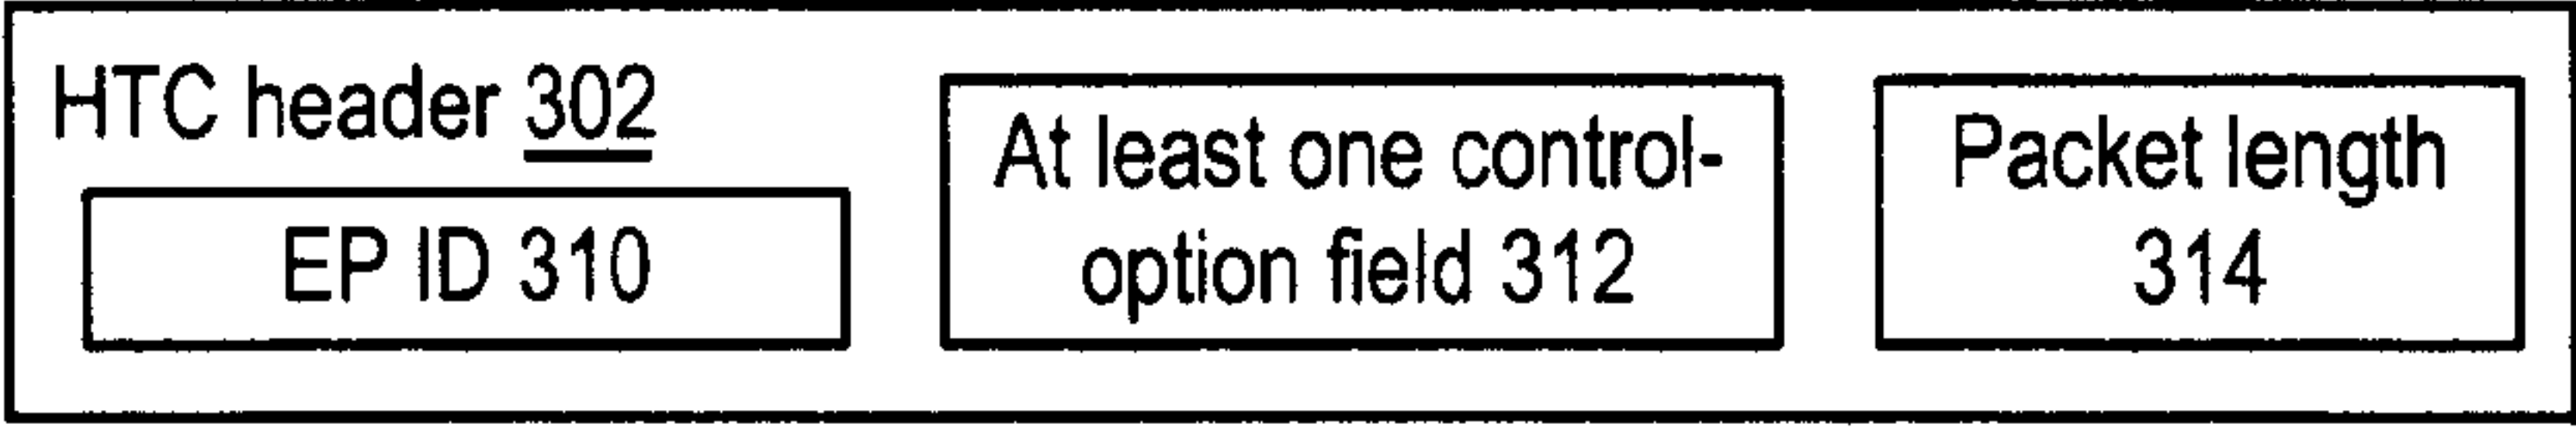 HTC header 302
EP ID 310
At least one control-
option field 312
Packet length
314